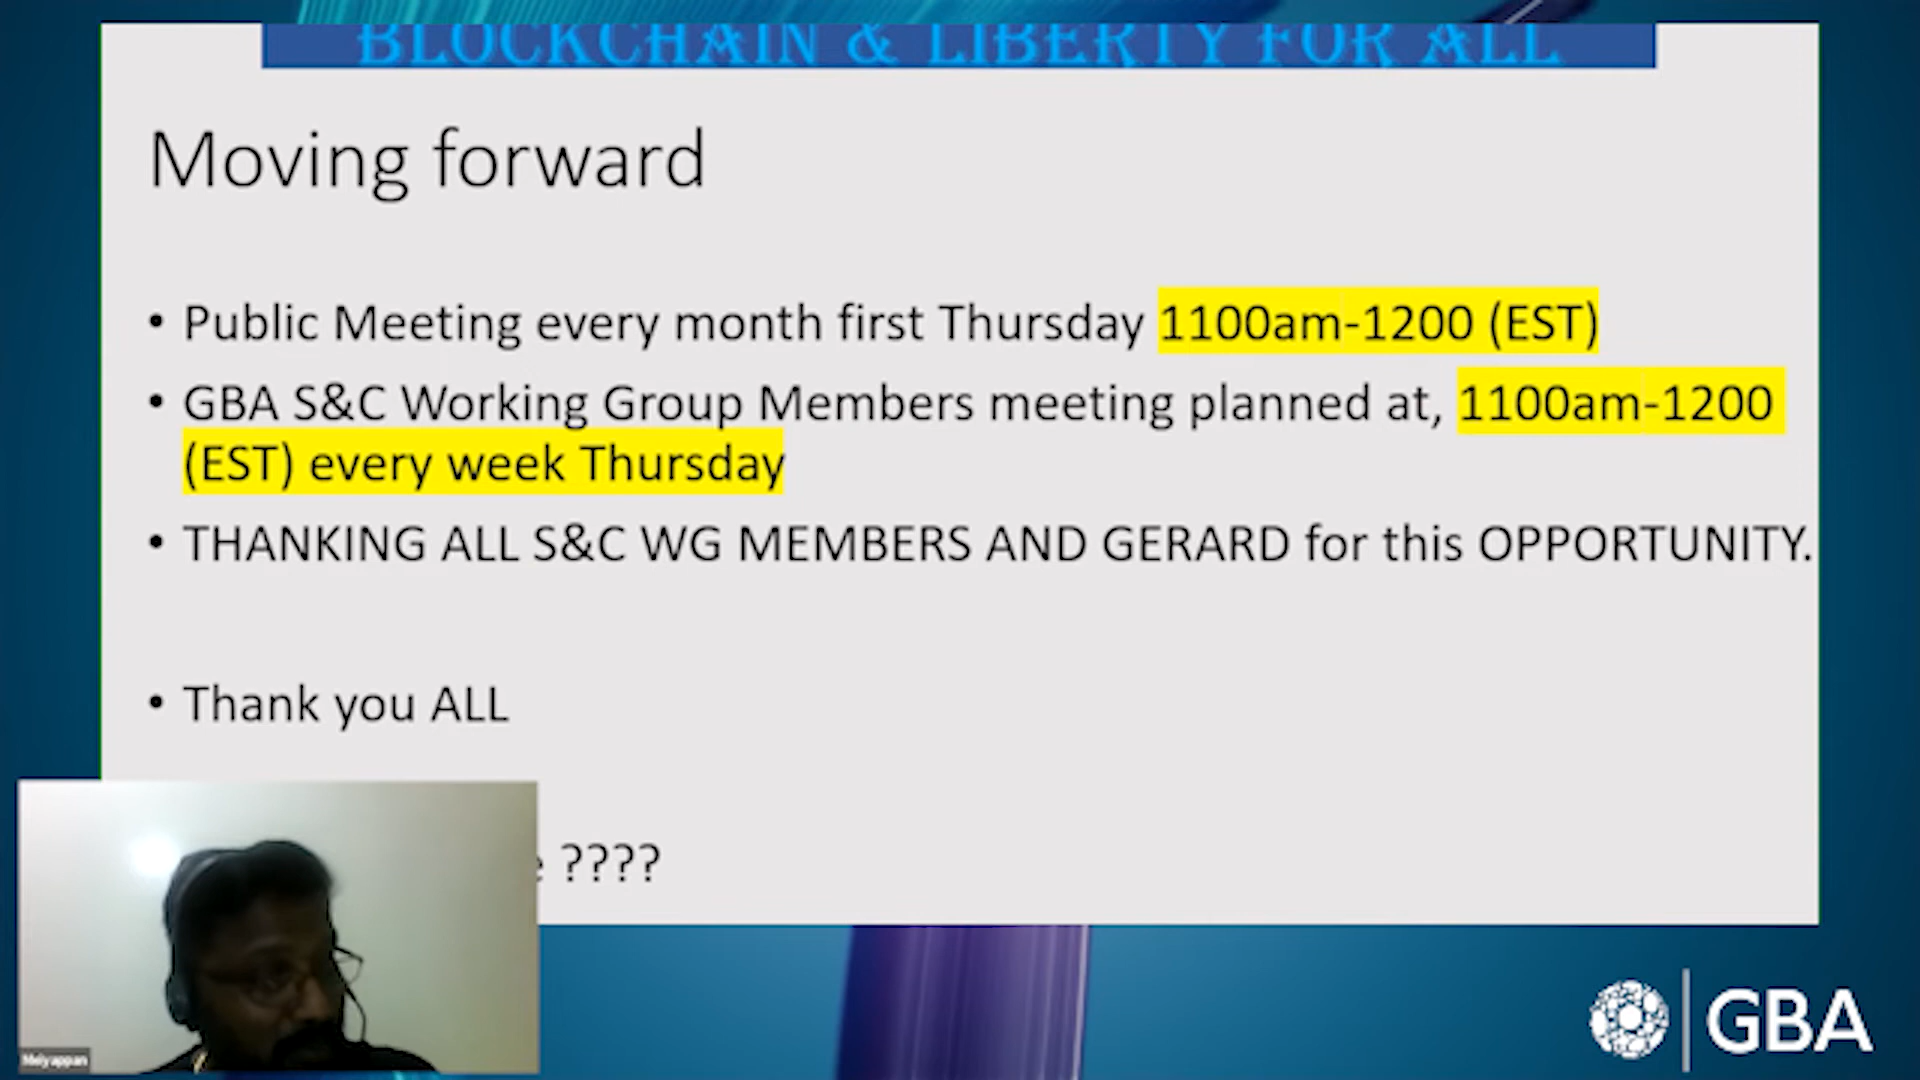 BLOCKCHAIN & LIBERTY FOR ALL
Moving forward
• Public Meeting every month first Thursday 1100am-1200 (EST)
• GBA S&C Working Group Members meeting planned at, 1100am-1200
(EST) every week Thursday
• THANKING ALL S&C WG MEMBERS AND GERARD for this OPPORTUNITY.
• Thank you ALL
????
Meiyappan
GBA